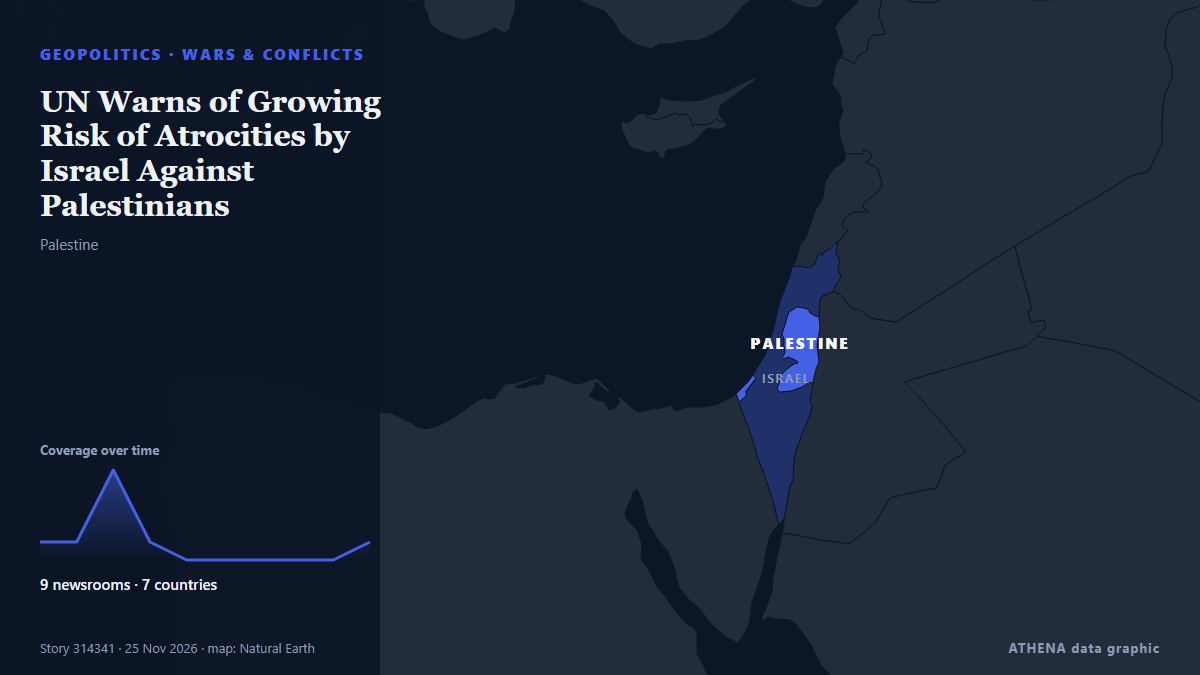 GEOPOLITICS · WARS & CONFLICTS
UN Warns of Growing
Risk of Atrocities by
Israel Against
Palestinians
Palestine
PALESTINE
ISRAEL
Coverage over time
9 newsrooms · 7 countries
Story 314341 · 25 Nov 2026 · map: Natural Earth
ATHENA data graphic